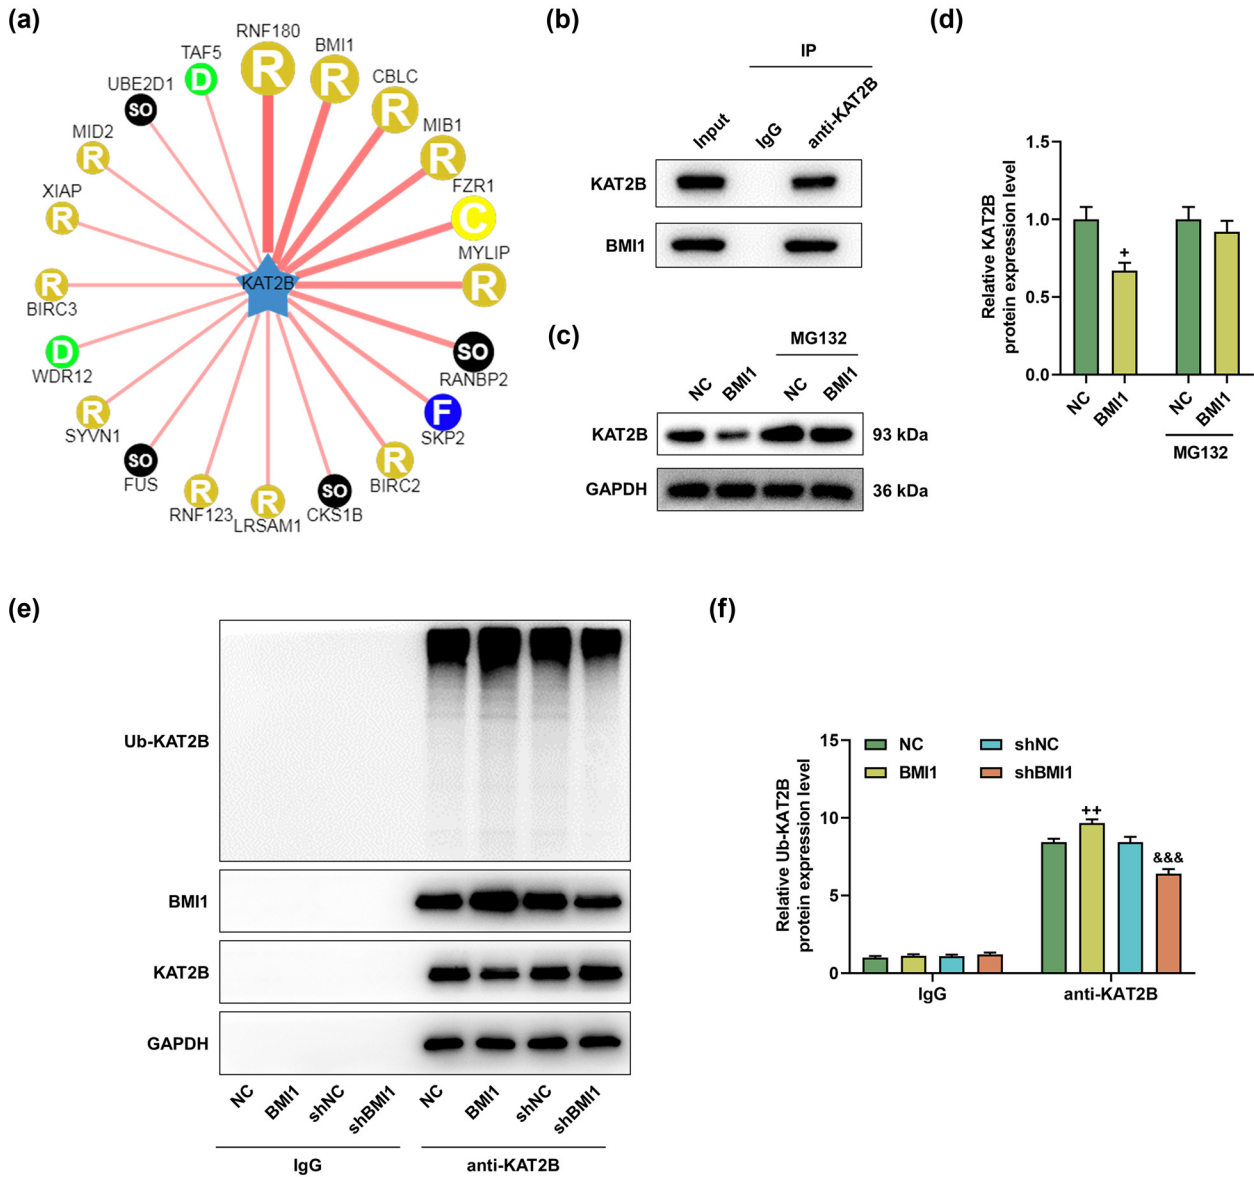 (a)
RNF180
BMI1
TAF5
CBLC
UBE2D1
MIB1
MID2
FZR1
XIAP
MYLIP
KAT2B
BIRC3
RANBP2
WDR12
SKP2
SYVN1
BIRC2
FUS
CKS1B
RNF123
LRSAM1
R
R
D
R
SO
R
R
C
R
R
R
SO
D
F
R
R
SO
SO
R
R
(b)
IP
Input
IgG
anti-KAT2B
KAT2B
BMI1
(c)
MG132
NC
BMI1
NC
BMI1
KAT2B
93 kDa
GAPDH
36 kDa
(d)
Relative KAT2B
protein expression level
1.5
1.0
0.5
0.0
+
NC
BMI1
NC
BMI1
MG132
(e)
Ub-KAT2B
BMI1
KAT2B
GAPDH
NC
BMI1
shNC
shBMI1
NC
BMI1
shNC
shBMI1
IgG
anti-KAT2B
(f)
Relative Ub-KAT2B
protein expression level
15
10
5
0
NC
shNC
BMI1
shBMI1
++
&&&
IgG
anti-KAT2B